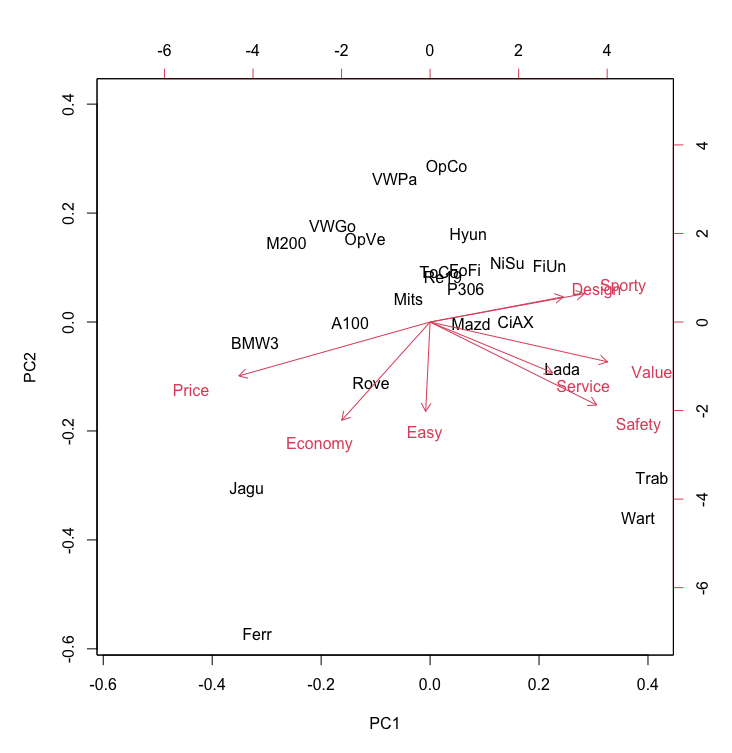 -6 -4 -2 0 2 4
0.4
0.2
0.0
-0.2
-0.4
-0.6
PC2
4
2
0
-2
-4
-6
OpCo
VWPa
VWGo
OpVe
M200
Hyun
NiSu
FiUn
FoFi
P306
Mits
Sporty
Design
A100
Mazd
CiAX
BMW3
Lada
Value
Rove
Service
Price
Safety
Easy
Economy
Jagu
Trab
Wart
Ferr
-0.6 -0.4 -0.2 0.0 0.2 0.4
PC1